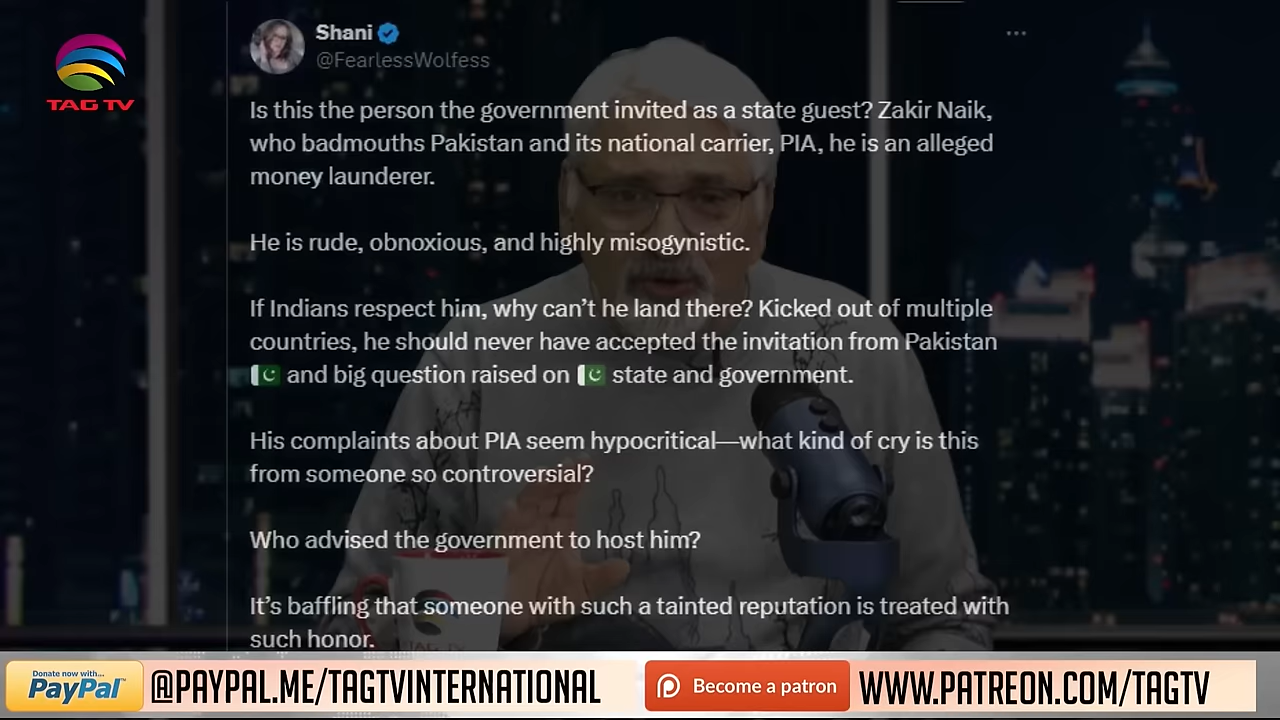 Shani
@FearlessWolfess
TAG TV
Is this the person the government invited as a state guest? Zakir Naik,
who badmouths Pakistan and its national carrier, PIA, he is an alleged
money launderer.
He is rude, obnoxious, and highly misogynistic.
If Indians respect him, why can’t he land there? Kicked out of multiple
countries, he should never have accepted the invitation from Pakistan
🇵🇰 and big question raised on 🇵🇰 state and government.
His complaints about PIA seem hypocritical—what kind of cry is this
from someone so controversial?
Who advised the government to host him?
It’s baffling that someone with such a tainted reputation is treated with
such honor.
Donate now with...
PayPal
@PAYPAL.ME/TAGTVINTERNATIONAL
Become a patron
WWW.PATREON.COM/TAGTV